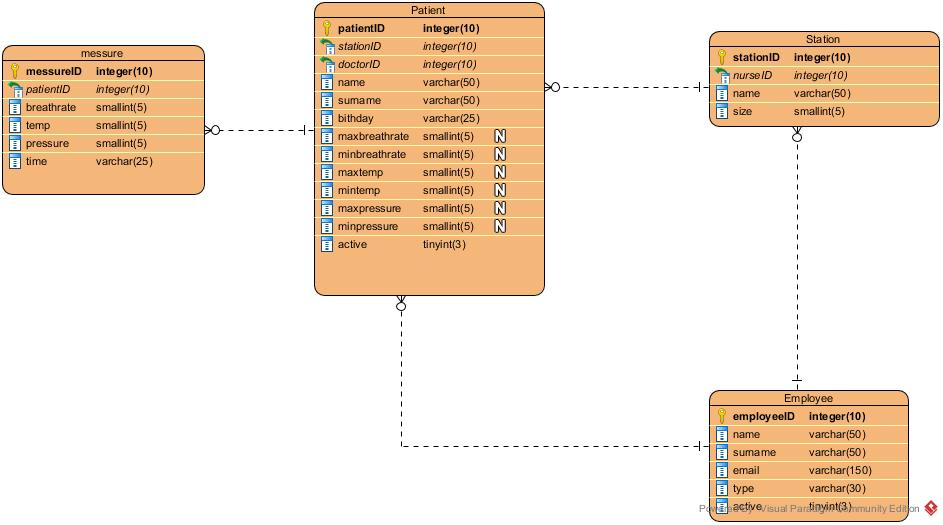 messure
messureID integer(10)
patientID integer(10)
breathrate smallint(5)
temp smallint(5)
pressure smallint(5)
time varchar(25)
Patient
patientID integer(10)
stationID integer(10)
doctorID integer(10)
name varchar(50)
surname varchar(50)
bithday varchar(25)
maxbreathrate smallint(5) N
minbreathrate smallint(5) N
maxtemp smallint(5) N
mintemp smallint(5) N
maxpressure smallint(5) N
minpressure smallint(5) N
active tinyint(3)
Station
stationID integer(10)
nurseID integer(10)
name varchar(50)
size smallint(5)
Employee
employeeID integer(10)
name varchar(50)
surname varchar(50)
email varchar(150)
type varchar(30)
active tinyint(3)
Powered By Visual Paradigm Community Edition